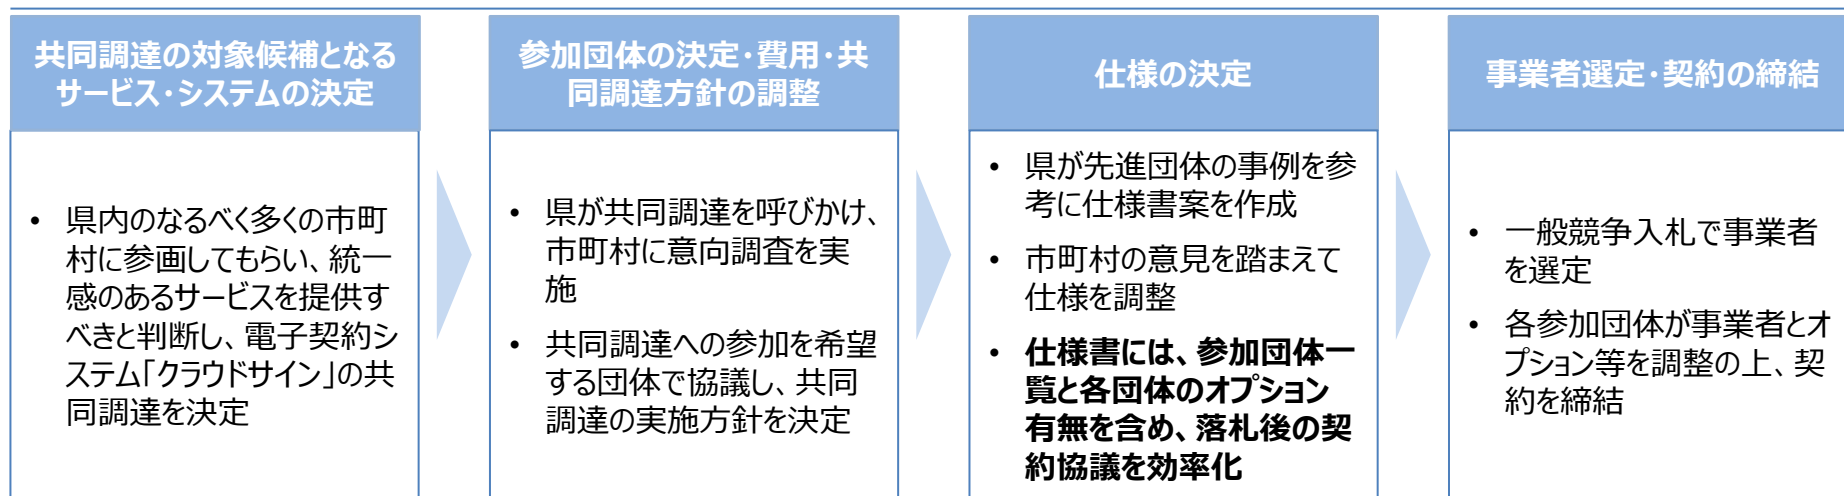 共同調達の対象候補となる
サービス・システムの決定
• 県内のなるべく多くの市町
村に参画してもらい、統一
感のあるサービスを提供す
べきと判断し、電子契約シ
ステム「クラウドサイン」の共
同調達を決定
参加団体の決定・費用・共
同調達方針の調整
• 県が共同調達を呼びかけ、
市町村に意向調査を実
施
• 共同調達への参加を希望
する団体で協議し、共同
調達の実施方針を決定
仕様の決定
• 県が先進団体の事例を参
考に仕様書案を作成
• 市町村の意見を踏まえて
仕様を調整
• 仕様書には、参加団体一
覧と各団体のオプション
有無を含め、落札後の契
約協議を効率化
事業者選定・契約の締結
• 一般競争入札で事業者
を選定
• 各参加団体が事業者とオ
プション等を調整の上、契
約を締結